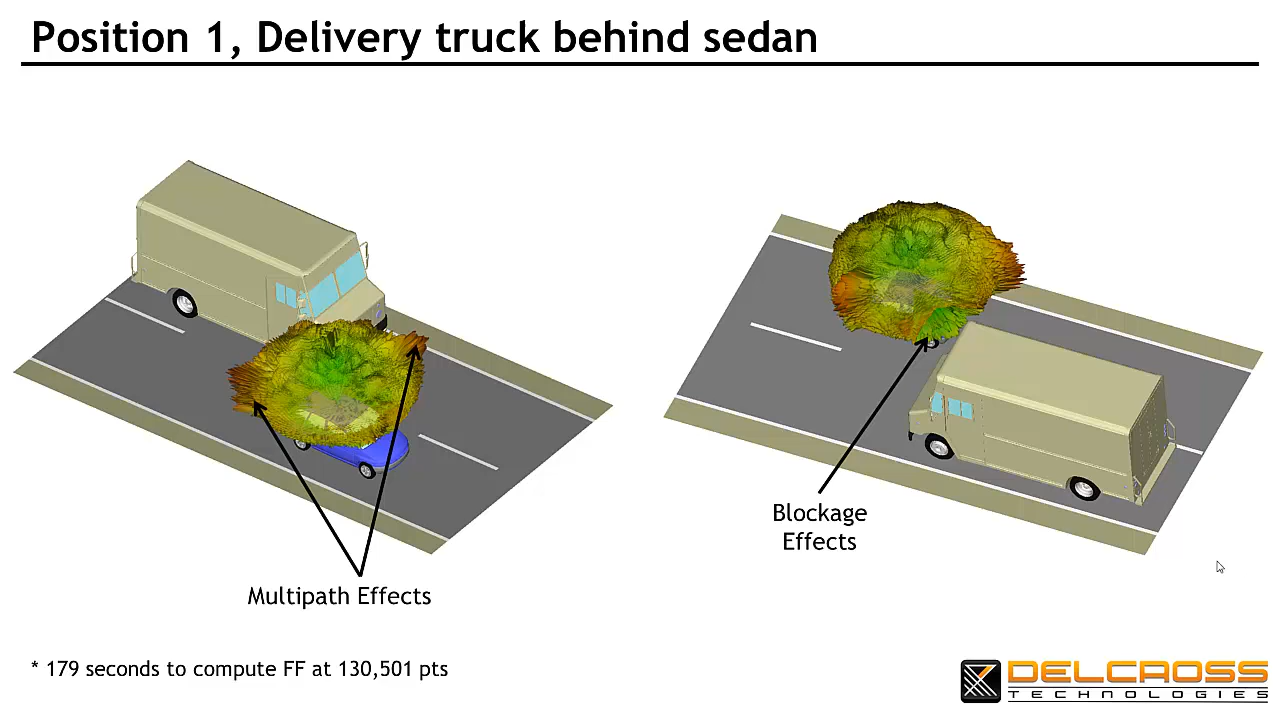 Position 1, Delivery truck behind sedan
Blockage
Effects
Multipath Effects
* 179 seconds to compute FF at 130,501 pts
DELCROSS
TECHNOLOGIES